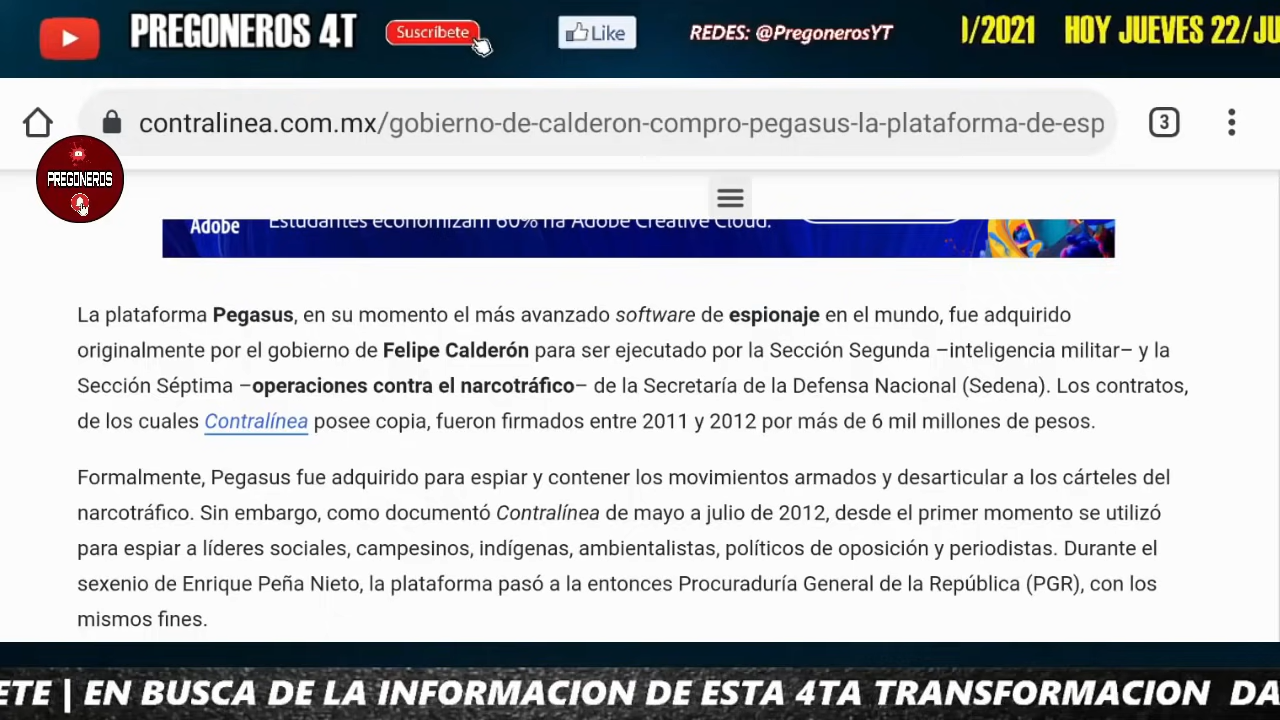 PREGONEROS 4T
Suscríbete
Like
REDES: @PregonerosYT
/2021 HOY JUEVES 22/JU
contralinea.com.mx/gobierno-de-calderon-compro-pegasus-la-plataforma-de-esp
3
PREGONEROS
Adobe
Estudantes economizam 60% na Adobe Creative Cloud.
La plataforma Pegasus, en su momento el más avanzado software de espionaje en el mundo, fue adquirido
originalmente por el gobierno de Felipe Calderón para ser ejecutado por la Sección Segunda –inteligencia militar– y la
Sección Séptima –operaciones contra el narcotráfico– de la Secretaría de la Defensa Nacional (Sedena). Los contratos,
de los cuales Contralínea posee copia, fueron firmados entre 2011 y 2012 por más de 6 mil millones de pesos.
Formalmente, Pegasus fue adquirido para espiar y contener los movimientos armados y desarticular a los cárteles del
narcotráfico. Sin embargo, como documentó Contralínea de mayo a julio de 2012, desde el primer momento se utilizó
para espiar a líderes sociales, campesinos, indígenas, ambientalistas, políticos de oposición y periodistas. Durante el
sexenio de Enrique Peña Nieto, la plataforma pasó a la entonces Procuraduría General de la República (PGR), con los
mismos fines.
ETE | EN BUSCA DE LA INFORMACION DE ESTA 4TA TRANSFORMACION DA